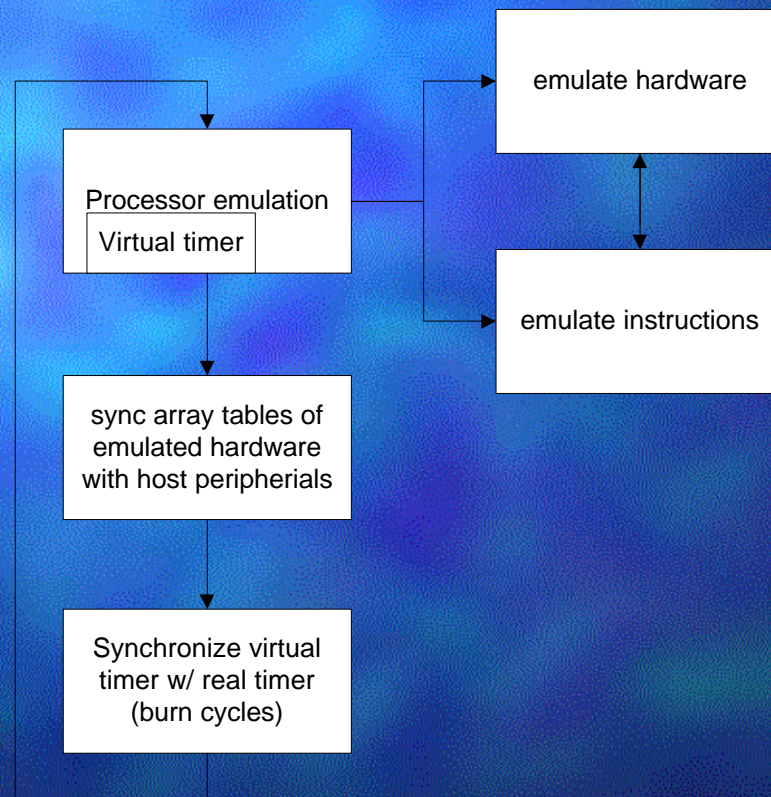 emulate hardware
Processor emulation
Virtual timer
emulate instructions
sync array tables of
emulated hardware
with host peripherials
Synchronize virtual
timer w/ real timer
(burn cycles)